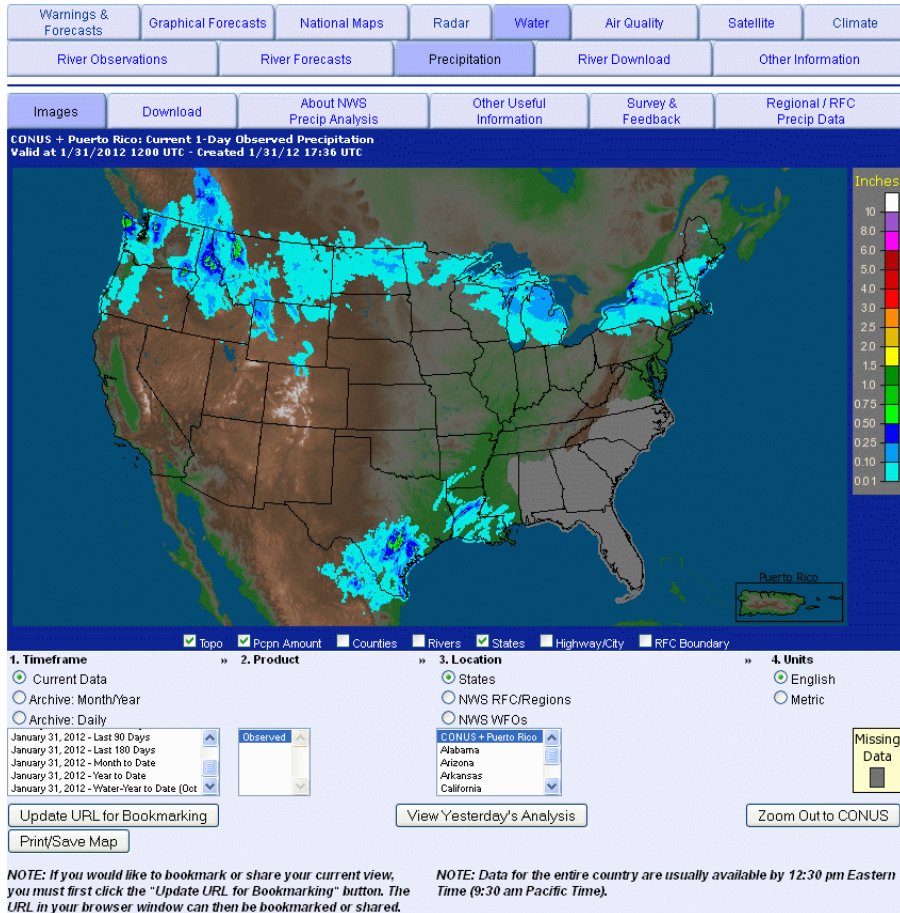 Warnings &
Forecasts
Graphical Forecasts
National Maps
Radar
Water
Air Quality
Satellite
Climate
River Observations
River Forecasts
Precipitation
River Download
Other Information
Images
Download
About NWS
Precip Analysis
Other Useful
Information
Survey &
Feedback
Regional / RFC
Precip Data
CONUS + Puerto Rico: Current 1-Day Observed Precipitation
Valid at 1/31/2012 1200 UTC - Created 1/31/12 17:36 UTC
Inches
10
8.0
6.0
5.0
4.0
3.0
2.5
2.0
1.5
1.0
0.75
0.50
0.25
0.10
0.01
Puerto Rico
Topo
Pcpn Amount
Counties
Rivers
States
Highway/City
RFC Boundary
1. Timeframe
» 2. Product
» 3. Location
» 4. Units
Current Data
Archive: Month/Year
Archive: Daily
States
NWS RFC/Regions
NWS WFOs
English
Metric
January 31, 2012 - Last 90 Days
January 31, 2012 - Last 180 Days
January 31, 2012 - Month to Date
January 31, 2012 - Year to Date
January 31, 2012 - Water-Year to Date (Oct
Observed
CONUS + Puerto Rico
Alabama
Arizona
Arkansas
California
Missing
Data
Update URL for Bookmarking
View Yesterday's Analysis
Zoom Out to CONUS
Print/Save Map
NOTE: If you would like to bookmark or share your current view,
you must first click the "Update URL for Bookmarking" button. The
URL in your browser window can then be bookmarked or shared.
NOTE: Data for the entire country are usually available by 12:30 pm Eastern
Time (9:30 am Pacific Time).